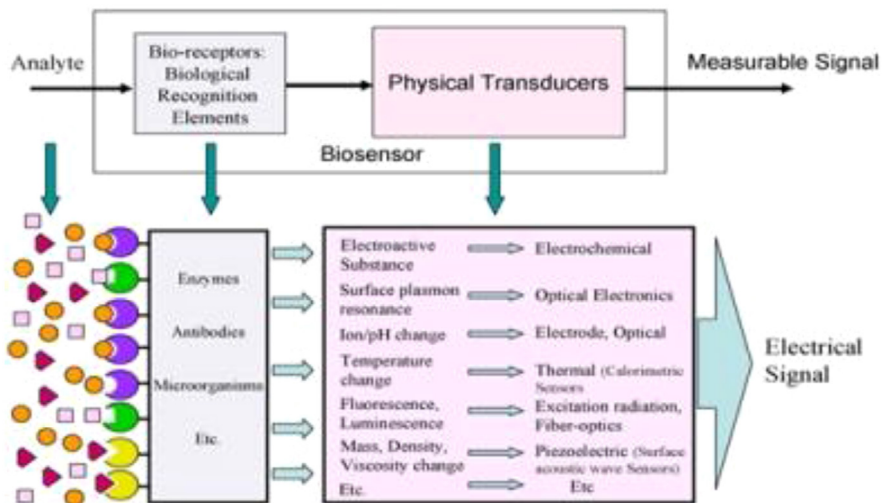 Analyte
Bio-receptors:
Biological
Recognition
Elements
Physical Transducers
Measurable Signal
Biosensor
Enzymes
Antibodies
Microorganisms
Etc.
Electroactive
Substance
Electrochemical
Surface plasmon
resonance
Optical Electronics
Ion/pH change
Electrode, Optical
Temperature
change
Thermal (Calorimetric
Sensors
Fluorescence,
Luminescence
Excitation radiation,
Fiber-optics
Mass, Density,
Viscosity change
Piezoelectric (Surface
acoustic wave Sensors)
Etc.
Etc
Electrical
Signal